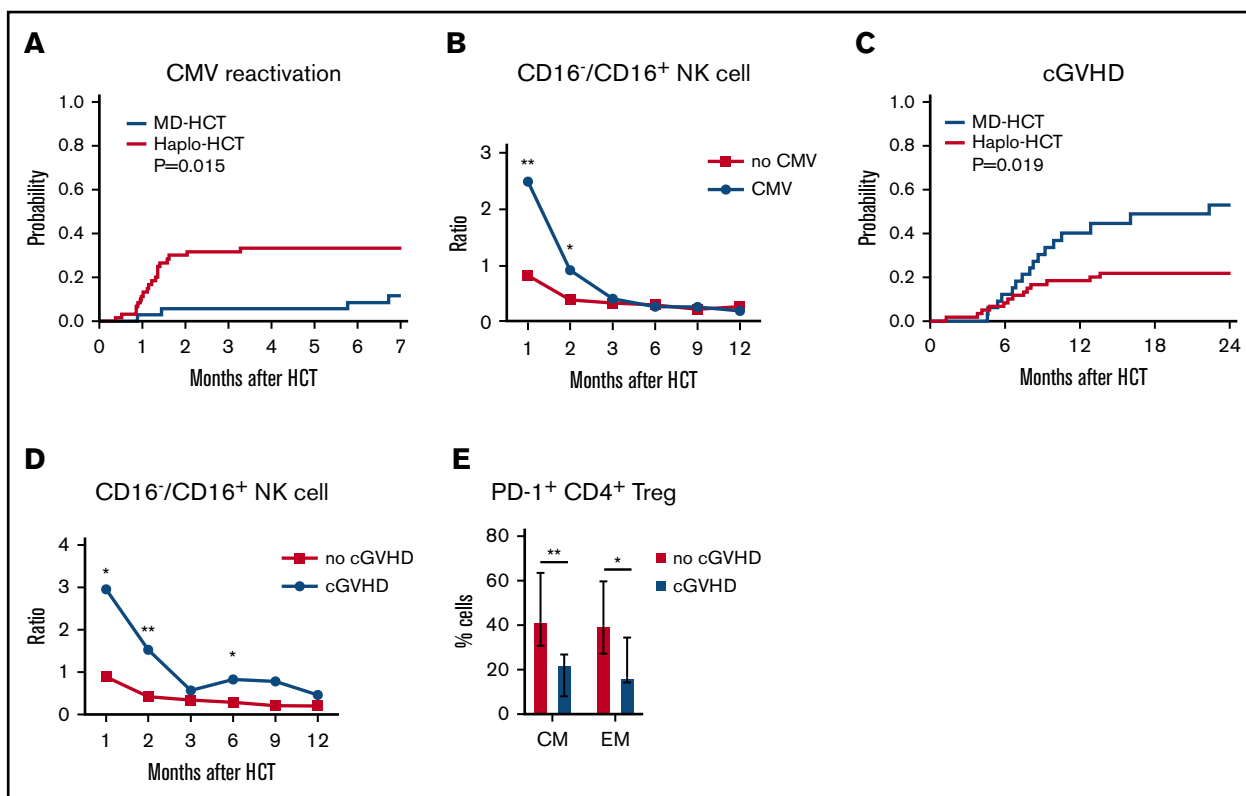 A
CMV reactivation
1.0
0.8
0.6
0.4
0.2
0.0
Probability
MD-HCT
Haplo-HCT
P=0.015
0 1 2 3 4 5 6 7
Months after HCT
B
CD16⁻/CD16⁺ NK cell
3
2
1
0
Ratio
**
*
no CMV
CMV
1 2 3 6 9 12
Months after HCT
C
cGVHD
1.0
0.8
0.6
0.4
0.2
0.0
Probability
MD-HCT
Haplo-HCT
P=0.019
0 6 12 18 24
Months after HCT
D
CD16⁻/CD16⁺ NK cell
4
3
2
1
0
Ratio
*
**
*
no cGVHD
cGVHD
1 2 3 6 9 12
Months after HCT
E
PD-1⁺ CD4⁺ Treg
80
60
40
20
0
% cells
**
*
no cGVHD
cGVHD
CM EM